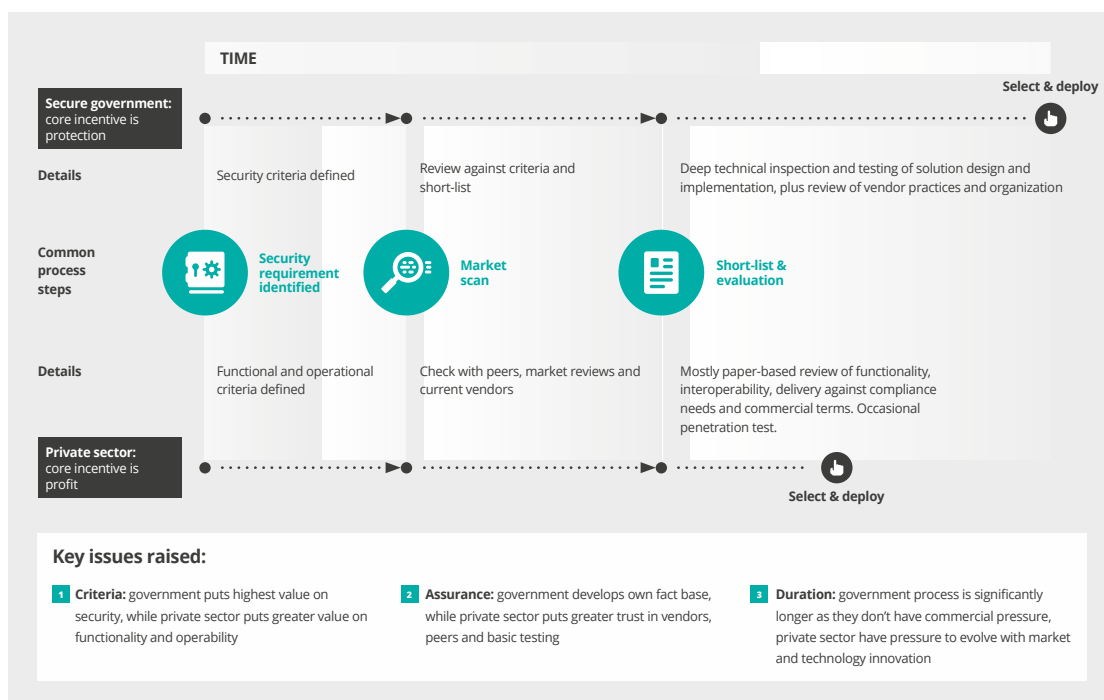 TIME
Select & deploy
Secure government:
core incentive is
protection
Details
Security criteria defined
Review against criteria and
short-list
Deep technical inspection and testing of solution design and
implementation, plus review of vendor practices and organization
Common
process
steps
Security
requirement
identified
Market
scan
Short-list &
evaluation
Details
Functional and operational
criteria defined
Check with peers, market reviews and
current vendors
Mostly paper-based review of functionality,
interoperability, delivery against compliance
needs and commercial terms. Occasional
penetration test.
Private sector:
core incentive is
profit
Select & deploy
Key issues raised:
1 Criteria: government puts highest value on
security, while private sector puts greater value on
functionality and operability
2 Assurance: government develops own fact base,
while private sector puts greater trust in vendors,
peers and basic testing
3 Duration: government process is significantly
longer as they don’t have commercial pressure,
private sector have pressure to evolve with market
and technology innovation